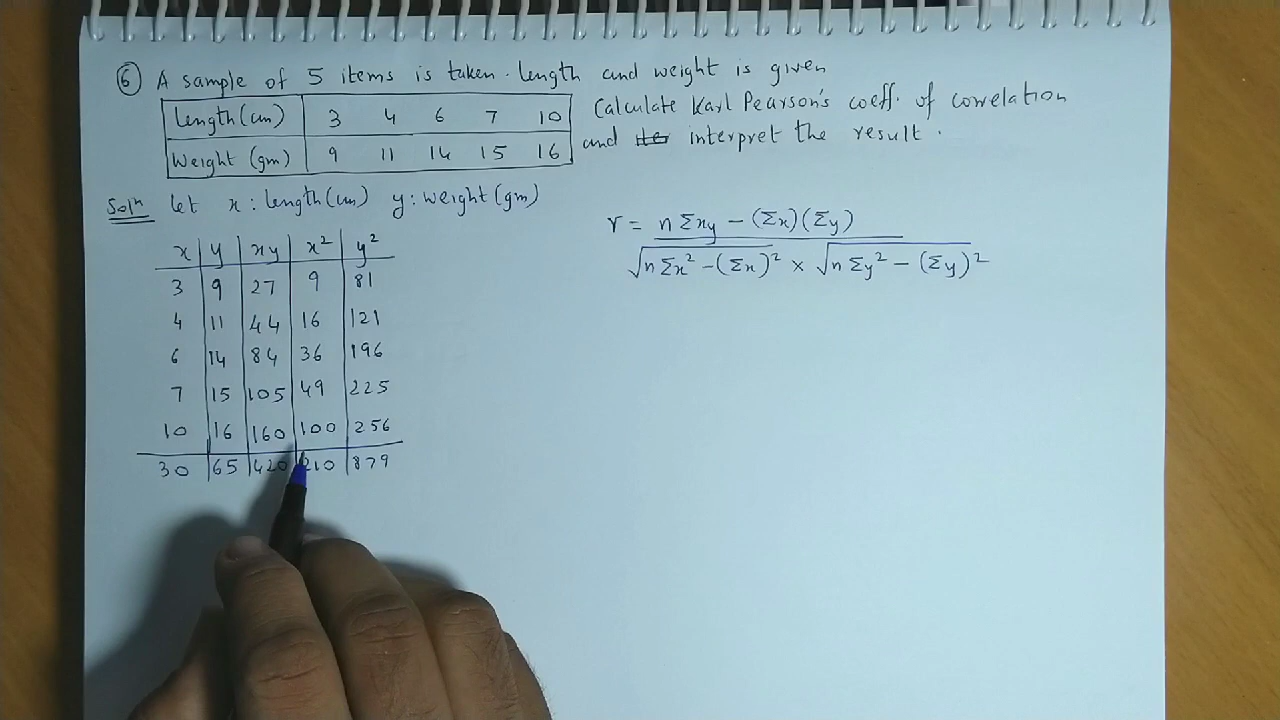 ⑥ A sample of 5 items is taken. length and weight is given
length(cm) 3 4 6 7 10
Weight (gm) 9 11 14 15 16
Calculate Karl Pearson's coeff. of correlation
and interpret the result.
Solⁿ let x : length(cm) y : weight(gm)
x y xy x² y²
3 9 27 9 81
4 11 44 16 121
6 14 84 36 196
7 15 105 49 225
10 16 160 100 256
30 65 420 210 879
r = n Σxy - (Σx)(Σy)
√n Σx² - (Σx)² × √n Σy² - (Σy)²